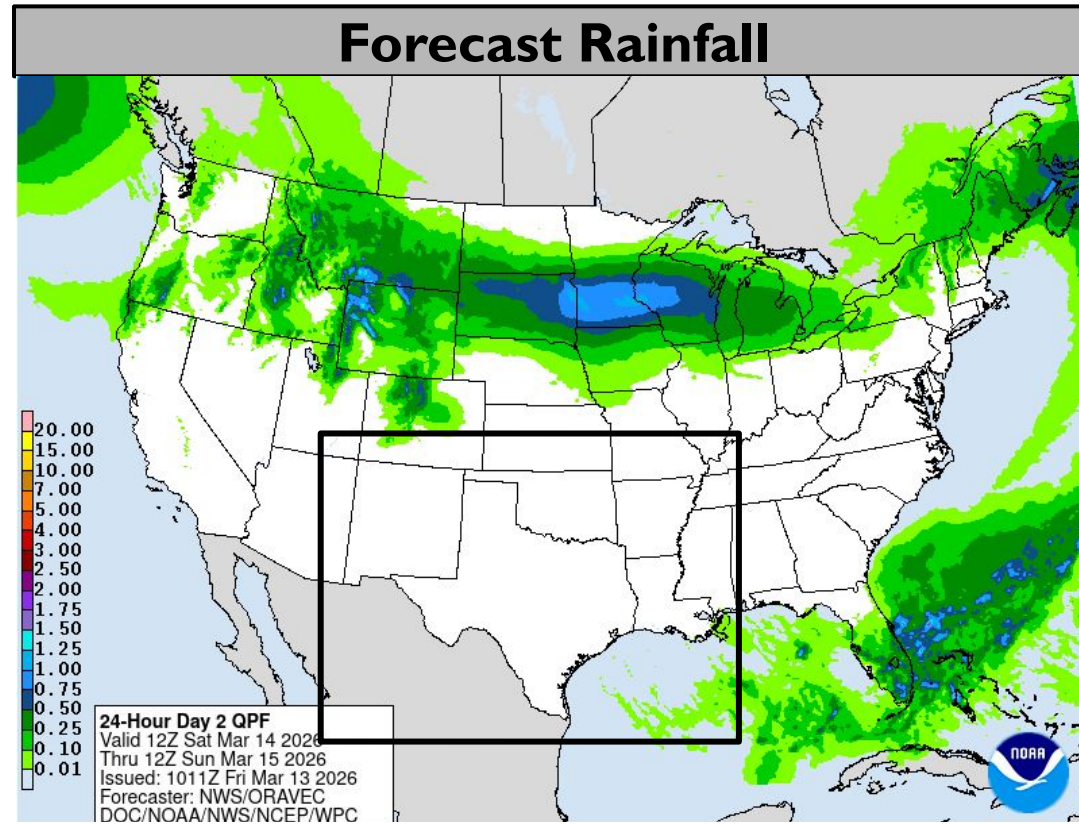 Forecast Rainfall
20.00
15.00
10.00
7.00
5.00
4.00
3.00
2.50
2.00
1.75
1.50
1.25
1.00
0.75
0.50
0.25
0.10
0.01
24-Hour Day 2 QPF
Valid 12Z Sat Mar 14 2026
Thru 12Z Sun Mar 15 2026
Issued: 1011Z Fri Mar 13 2026
Forecaster: NWS/ORAVEC
DOC/NOAA/NWS/NCEP/WPC
NOAA